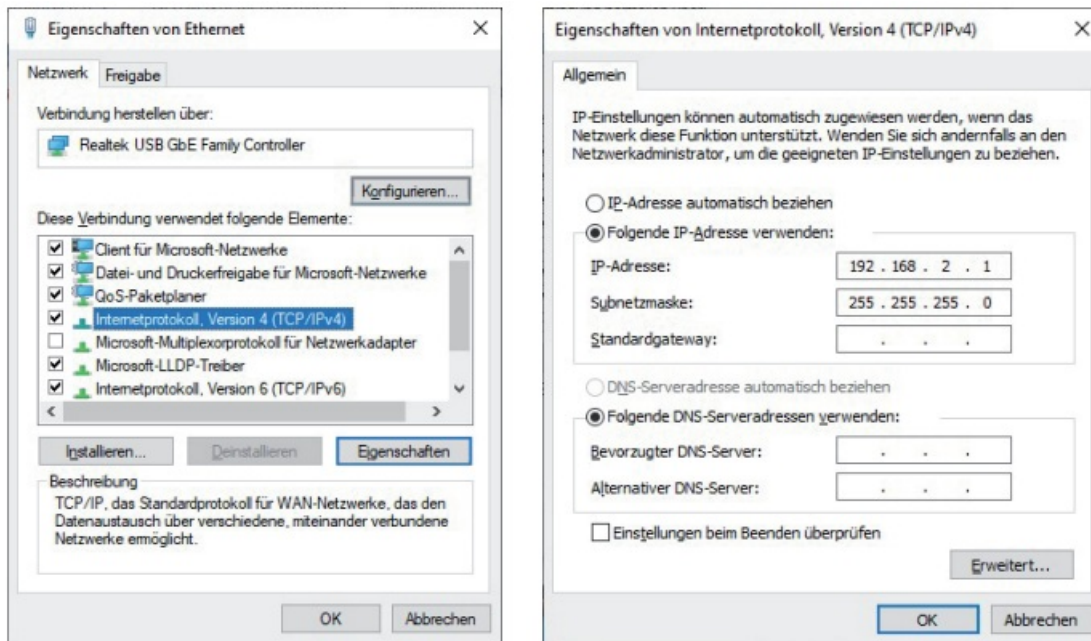 Eigenschaften von Ethernet
Netzwerk
Freigabe
Verbindung herstellen über:
Realtek USB GbE Family Controller
Konfigurieren...
Diese Verbindung verwendet folgende Elemente:
Client für Microsoft-Netzwerke
Datei- und Druckerfreigabe für Microsoft-Netzwerke
QoS-Paketplaner
Internetprotokoll, Version 4 (TCP/IPv4)
Microsoft-Multiplexorprotokoll für Netzwerkadapter
Microsoft-LLDP-Treiber
Internetprotokoll, Version 6 (TCP/IPv6)
Installieren...
Deinstallieren
Eigenschaften
Beschreibung
TCP/IP, das Standardprotokoll für WAN-Netzwerke, das den
Datenaustausch über verschiedene, miteinander verbundene
Netzwerke ermöglicht.
OK
Abbrechen
Eigenschaften von Internetprotokoll, Version 4 (TCP/IPv4)
Allgemein
IP-Einstellungen können automatisch zugewiesen werden, wenn das
Netzwerk diese Funktion unterstützt. Wenden Sie sich andernfalls an den
Netzwerkadministrator, um die geeigneten IP-Einstellungen zu beziehen.
IP-Adresse automatisch beziehen
Folgende IP-Adresse verwenden:
IP-Adresse: 192 . 168 . 2 . 1
Subnetzmaske: 255 . 255 . 255 . 0
Standardgateway: . . .
DNS-Serveradresse automatisch beziehen
Folgende DNS-Serveradressen verwenden:
Bevorzugter DNS-Server: . . .
Alternativer DNS-Server: . . .
Einstellungen beim Beenden überprüfen
Erweitert...
OK
Abbrechen